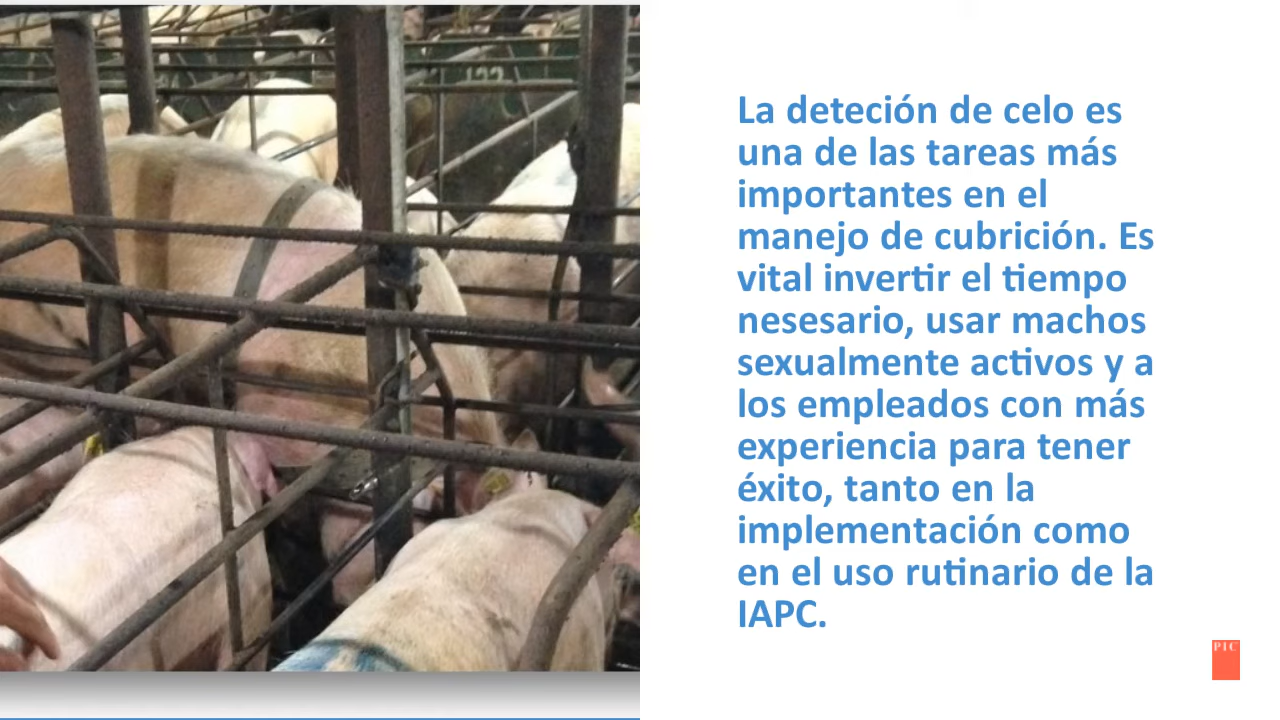 La deteción de celo es
una de las tareas más
importantes en el
manejo de cubrición. Es
vital invertir el tiempo
nesesario, usar machos
sexualmente activos y a
los empleados con más
experiencia para tener
éxito, tanto en la
implementación como
en el uso rutinario de la
IAPC.
PIC